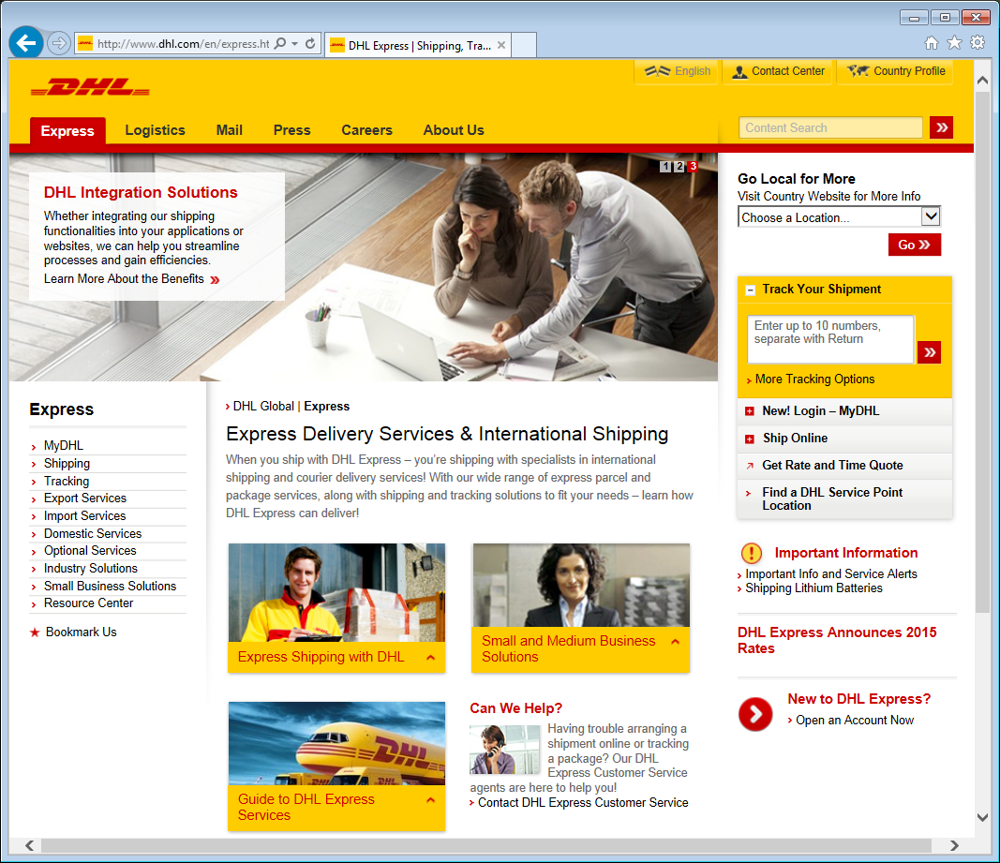 http://www.dhl.com/en/express.ht
DHL Express | Shipping, Tra...
English
Contact Center
Country Profile
DHL
Express
Logistics
Mail
Press
Careers
About Us
Content Search
1 2 3
DHL Integration Solutions
Whether integrating our shipping
functionalities into your applications or
websites, we can help you streamline
processes and gain efficiencies.
Learn More About the Benefits
Go Local for More
Visit Country Website for More Info
Choose a Location...
Go
Track Your Shipment
Enter up to 10 numbers,
separate with Return
More Tracking Options
New! Login – MyDHL
Ship Online
Get Rate and Time Quote
Find a DHL Service Point
Location
Express
MyDHL
Shipping
Tracking
Export Services
Import Services
Domestic Services
Optional Services
Industry Solutions
Small Business Solutions
Resource Center
Bookmark Us
DHL Global | Express
Express Delivery Services & International Shipping
When you ship with DHL Express – you're shipping with specialists in international
shipping and courier delivery services! With our wide range of express parcel and
package services, along with shipping and tracking solutions to fit your needs – learn how
DHL Express can deliver!
Express Shipping with DHL
Small and Medium Business
Solutions
DHL
Guide to DHL Express
Services
Can We Help?
Having trouble arranging a
shipment online or tracking
a package? Our DHL
Express Customer Service
agents are here to help you!
Contact DHL Express Customer Service
Important Information
Important Info and Service Alerts
Shipping Lithium Batteries
DHL Express Announces 2015
Rates
New to DHL Express?
Open an Account Now